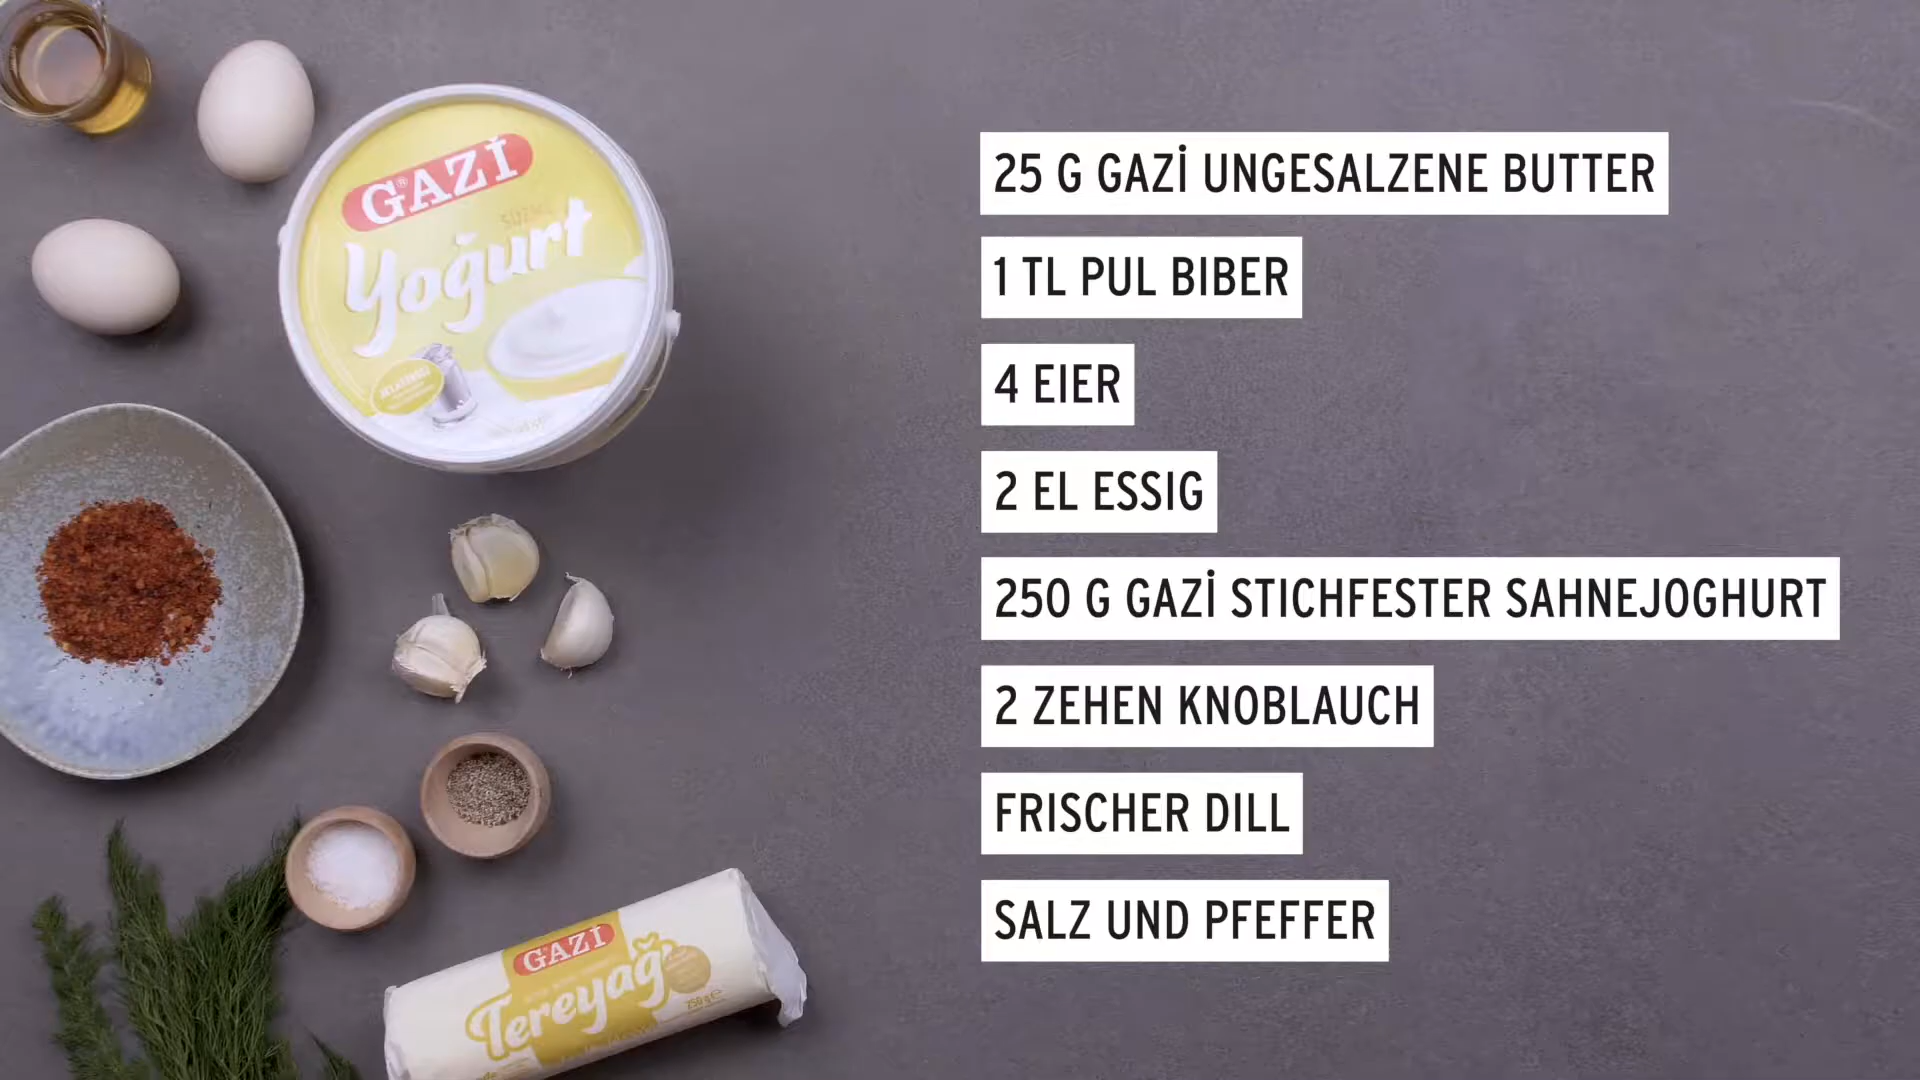 GAZİ
Yoğurt
25 G GAZİ UNGESALZENE BUTTER
1 TL PUL BIBER
4 EIER
2 EL ESSIG
250 G GAZİ STICHFESTER SAHNEJOGHURT
2 ZEHEN KNOBLAUCH
FRISCHER DILL
SALZ UND PFEFFER
GAZİ
Tereyağ
250 g e